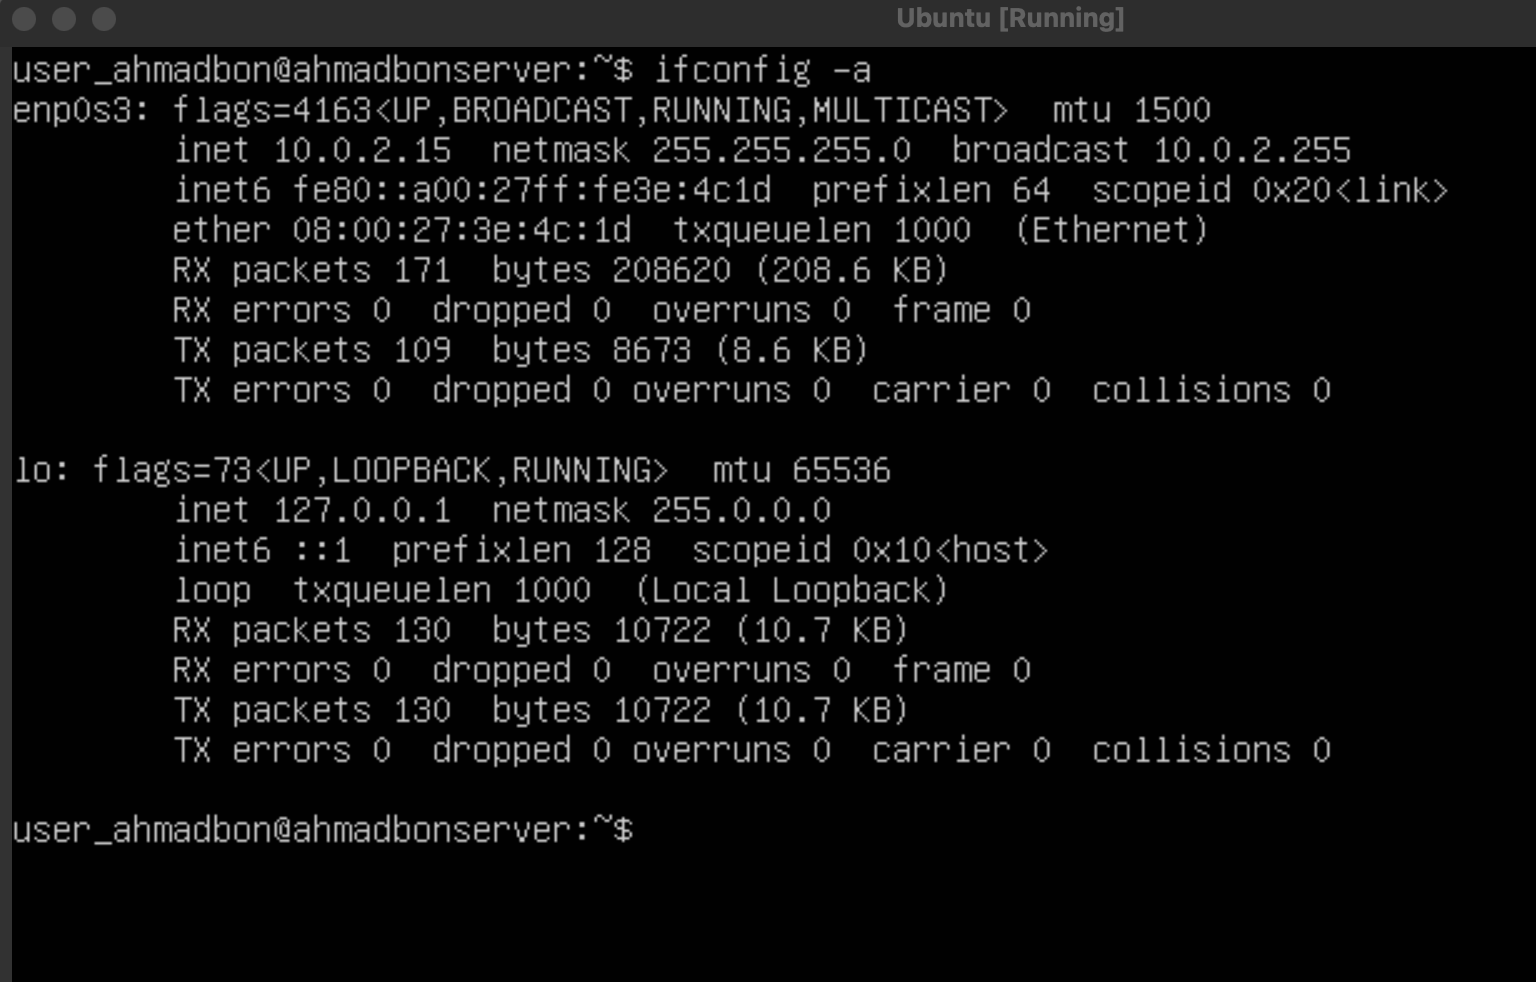 Ubuntu [Running]
user_ahmadbon@ahmadbonserver:~$ ifconfig -a
enp0s3: flags=4163<UP,BROADCAST,RUNNING,MULTICAST>  mtu 1500
        inet 10.0.2.15  netmask 255.255.255.0  broadcast 10.0.2.255
        inet6 fe80::a00:27ff:fe3e:4c1d  prefixlen 64  scopeid 0x20<link>
        ether 08:00:27:3e:4c:1d  txqueuelen 1000  (Ethernet)
        RX packets 171  bytes 208620 (208.6 KB)
        RX errors 0  dropped 0  overruns 0  frame 0
        TX packets 109  bytes 8673 (8.6 KB)
        TX errors 0  dropped 0 overruns 0  carrier 0  collisions 0

lo: flags=73<UP,LOOPBACK,RUNNING>  mtu 65536
        inet 127.0.0.1  netmask 255.0.0.0
        inet6 ::1  prefixlen 128  scopeid 0x10<host>
        loop  txqueuelen 1000  (Local Loopback)
        RX packets 130  bytes 10722 (10.7 KB)
        RX errors 0  dropped 0  overruns 0  frame 0
        TX packets 130  bytes 10722 (10.7 KB)
        TX errors 0  dropped 0 overruns 0  carrier 0  collisions 0

user_ahmadbon@ahmadbonserver:~$